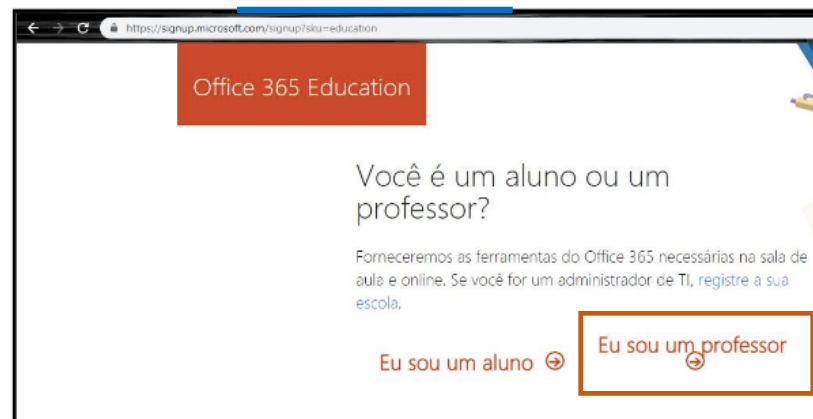 https://signup.microsoft.com/signup?sku=education
Office 365 Education
Você é um aluno ou um
professor?
Forneceremos as ferramentas do Office 365 necessárias na sala de
aula e online. Se você for um administrador de TI, registre a sua
escola.
Eu sou um aluno
Eu sou um professor